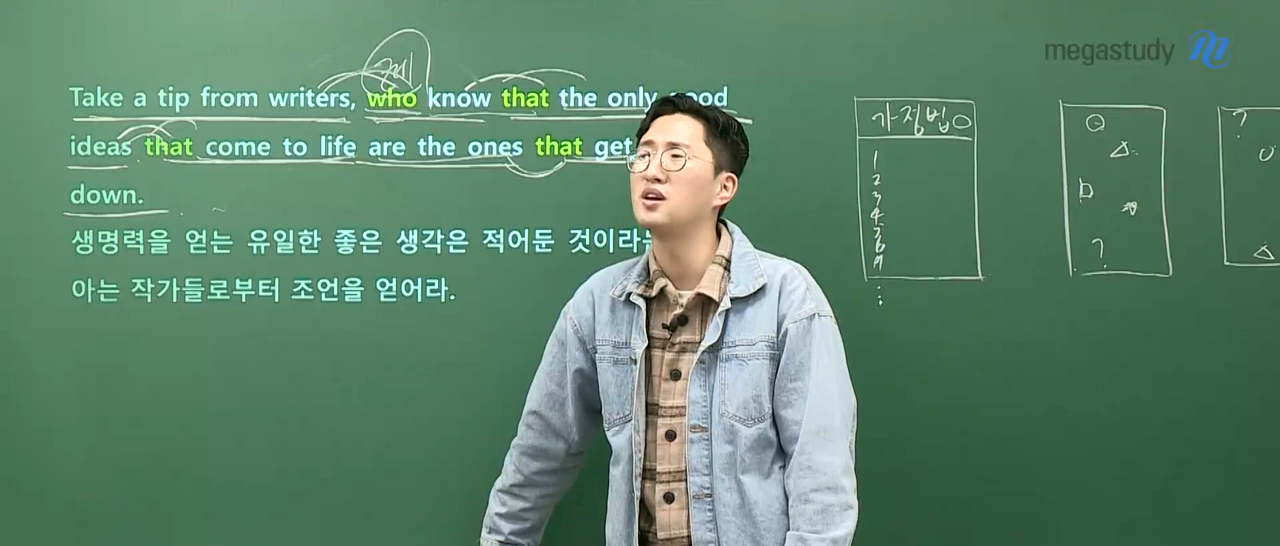 megastudy
계
Take a tip from writers, who know that the only good
ideas that come to life are the ones that get
down.
생명력을 얻는 유일한 좋은 생각은 적어둔 것이라
아는 작가들로부터 조언을 얻어라.
가정법
1
2
3
4
5
6
7
?
?